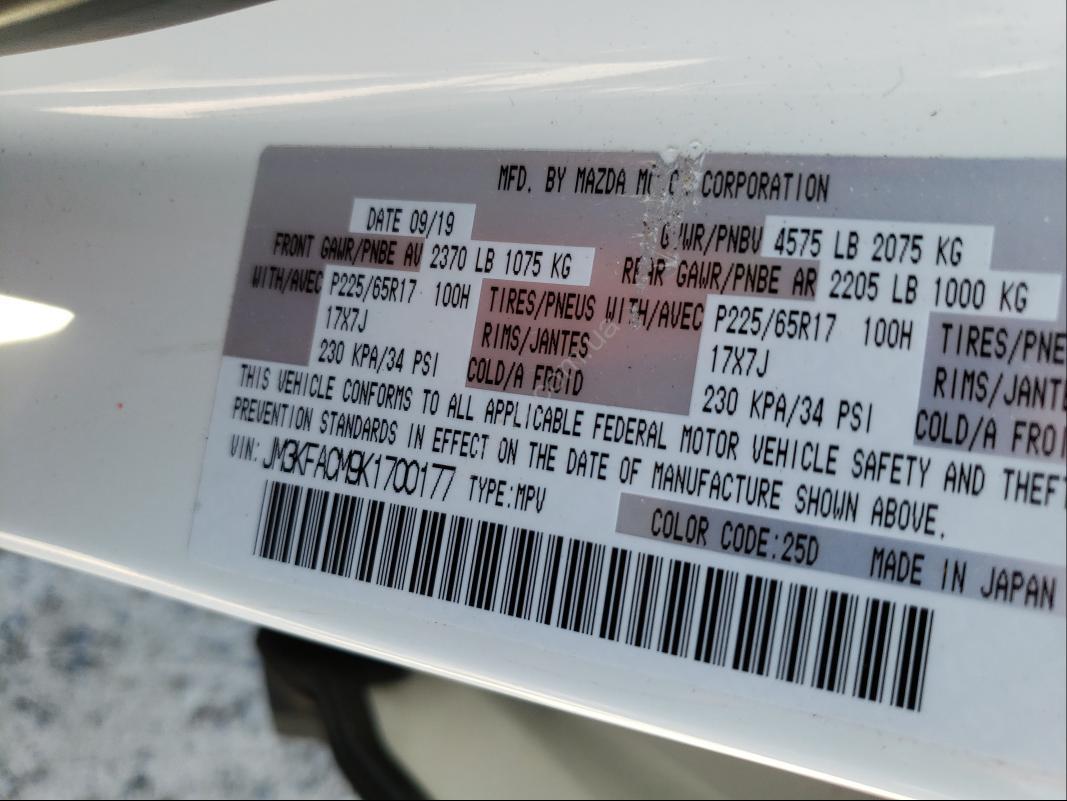 MFD. BY MAZDA MOTOR CORPORATION
DATE 09/19 GVWR/PNBV 4575 LB 2075 KG
FRONT GAWR/PNBE AV 2370 LB 1075 KG REAR GAWR/PNBE AR 2205 LB 1000 KG
WITH/AVEC P225/65R17 100H TIRES/PNEUS WITH/AVEC P225/65R17 100H TIRES/PNE
17X7J RIMS/JANTES 17X7J RIMS/JANTE
230 KPA/34 PSI COLD/A FROID 230 KPA/34 PSI COLD/A FROI
THIS VEHICLE CONFORMS TO ALL APPLICABLE FEDERAL MOTOR VEHICLE SAFETY AND THEFT
PREVENTION STANDARDS IN EFFECT ON THE DATE OF MANUFACTURE SHOWN ABOVE.
VIN: JM3KFACM9K1700177 TYPE:MPV
COLOR CODE:25D MADE IN JAPAN